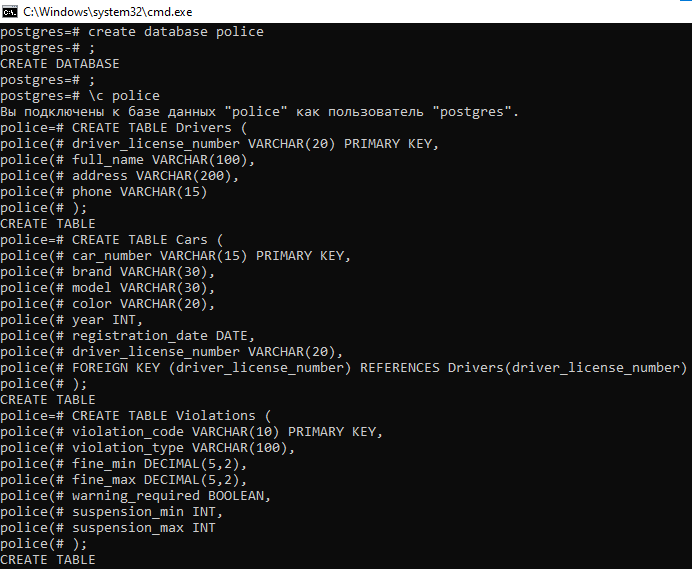 C:\Windows\system32\cmd.exe
postgres=# create database police
postgres-# ;
CREATE DATABASE
postgres=# ;
postgres=# \c police
Вы подключены к базе данных "police" как пользователь "postgres".
police=# CREATE TABLE Drivers (
police(# driver_license_number VARCHAR(20) PRIMARY KEY,
police(# full_name VARCHAR(100),
police(# address VARCHAR(200),
police(# phone VARCHAR(15)
police(# );
CREATE TABLE
police=# CREATE TABLE Cars (
police(# car_number VARCHAR(15) PRIMARY KEY,
police(# brand VARCHAR(30),
police(# model VARCHAR(30),
police(# color VARCHAR(20),
police(# year INT,
police(# registration_date DATE,
police(# driver_license_number VARCHAR(20),
police(# FOREIGN KEY (driver_license_number) REFERENCES Drivers(driver_license_number)
police(# );
CREATE TABLE
police=# CREATE TABLE Violations (
police(# violation_code VARCHAR(10) PRIMARY KEY,
police(# violation_type VARCHAR(100),
police(# fine_min DECIMAL(5,2),
police(# fine_max DECIMAL(5,2),
police(# warning_required BOOLEAN,
police(# suspension_min INT,
police(# suspension_max INT
police(# );
CREATE TABLE